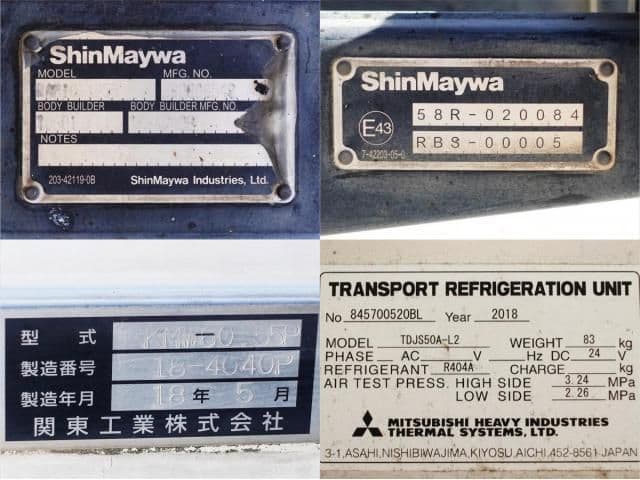 ShinMaywa
MODEL MFG. NO.
BODY BUILDER BODY BUILDER MFG. NO.
NOTES
203-42119-0B ShinMaywa Industries, Ltd.
ShinMaywa
E43
58R-020084
RBS-00005
7-42203-05-0
型式
製造番号 18-4040P
製造年月 18年5月
関東工業株式会社
TRANSPORT REFRIGERATION UNIT
No 845700520BL Year 2018
MODEL TDJS50A-L2 WEIGHT 83 kg
PHASE AC V Hz DC 24 V
REFRIGERANT R404A CHARGE kg
AIR TEST PRESS. HIGH SIDE 3.24 MPa
LOW SIDE 2.26 MPa
MITSUBISHI HEAVY INDUSTRIES
THERMAL SYSTEMS, LTD.
3-1, ASAHI, NISHIBIWAJIMA, KIYOSU, AICHI, 452-8561 JAPAN